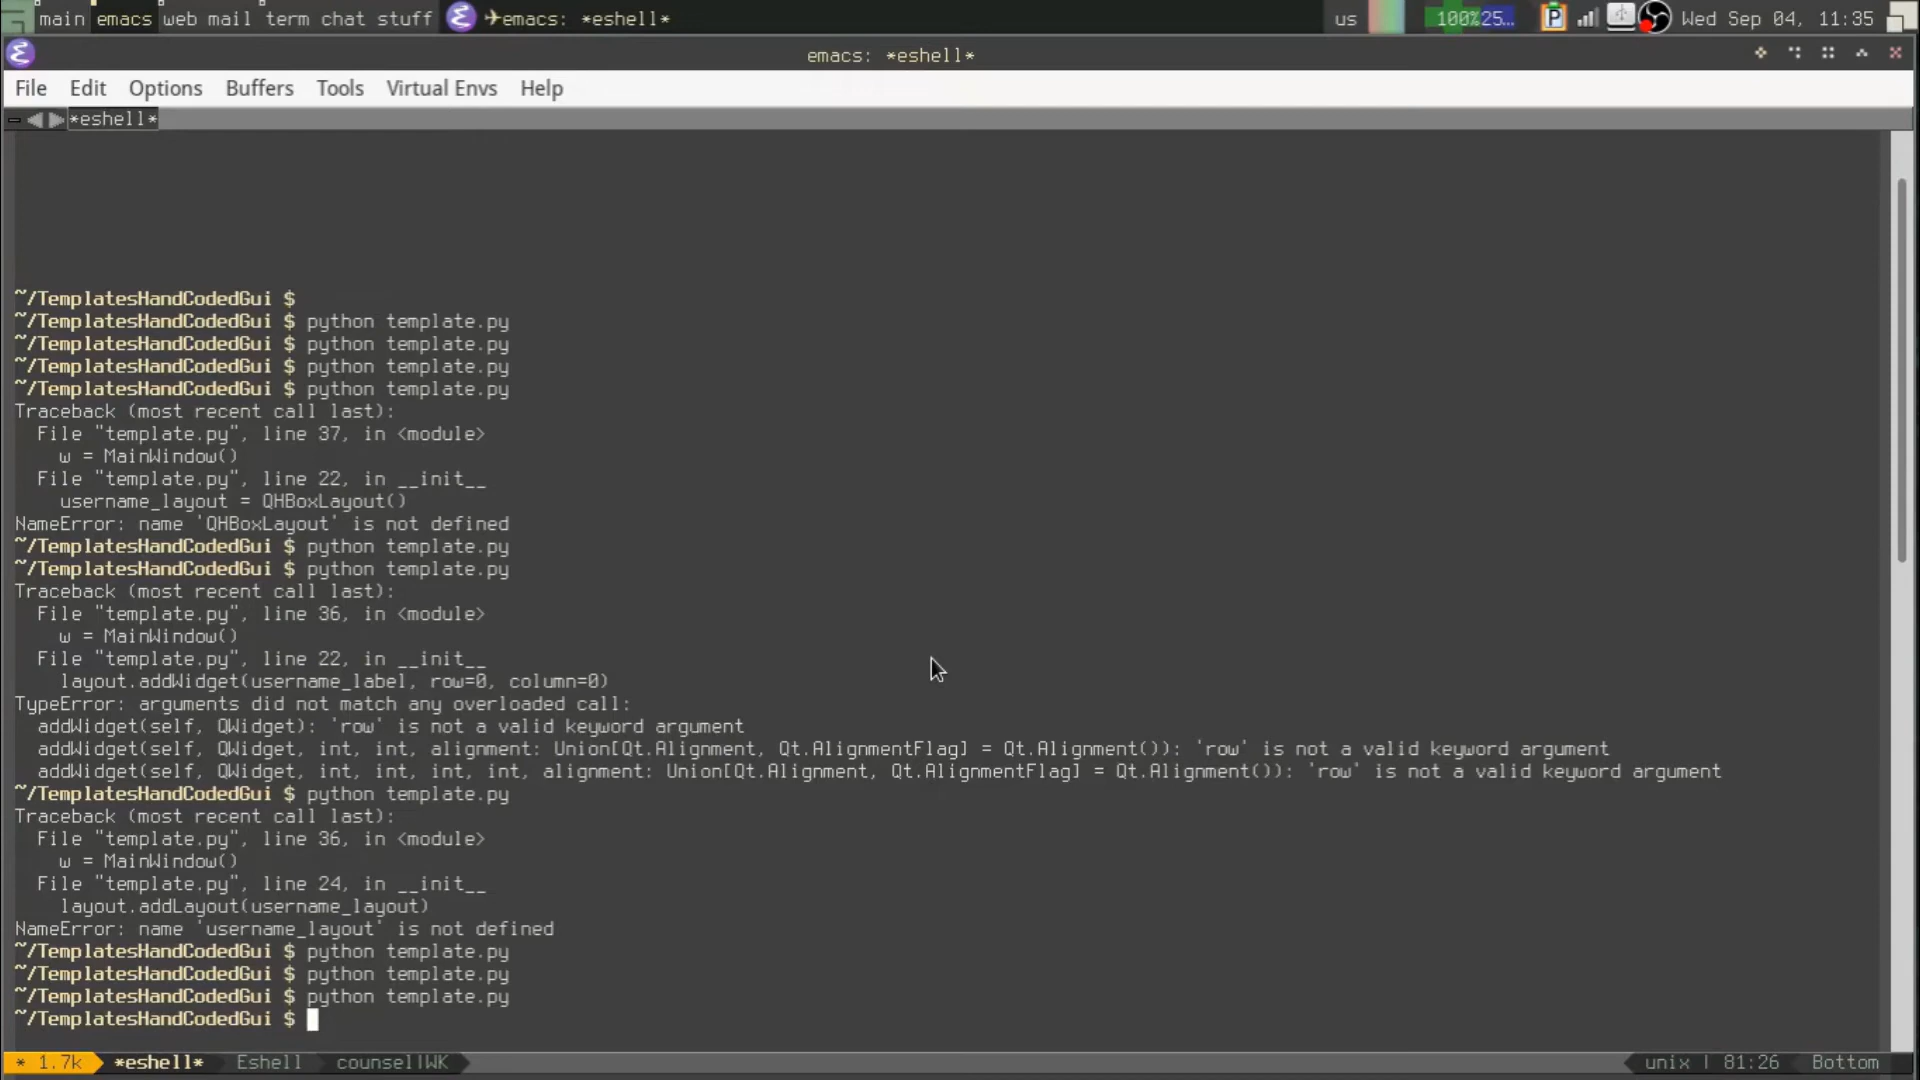 main emacs web mail term chat stuff emacs: *eshell* us 100%25... P Wed Sep 04, 11:35
emacs: *eshell*
File Edit Options Buffers Tools Virtual Envs Help
*eshell*
~/TemplatesHandCodedGui $
~/TemplatesHandCodedGui $ python template.py
~/TemplatesHandCodedGui $ python template.py
~/TemplatesHandCodedGui $ python template.py
~/TemplatesHandCodedGui $ python template.py
Traceback (most recent call last):
  File "template.py", line 37, in <module>
    w = MainWindow()
  File "template.py", line 22, in __init__
    username_layout = QHBoxLayout()
NameError: name 'QHBoxLayout' is not defined
~/TemplatesHandCodedGui $ python template.py
~/TemplatesHandCodedGui $ python template.py
Traceback (most recent call last):
  File "template.py", line 36, in <module>
    w = MainWindow()
  File "template.py", line 22, in __init__
    layout.addWidget(username_label, row=0, column=0)
TypeError: arguments did not match any overloaded call:
  addWidget(self, QWidget): 'row' is not a valid keyword argument
  addWidget(self, QWidget, int, int, alignment: Union[Qt.Alignment, Qt.AlignmentFlag] = Qt.Alignment()): 'row' is not a valid keyword argument
  addWidget(self, QWidget, int, int, int, int, alignment: Union[Qt.Alignment, Qt.AlignmentFlag] = Qt.Alignment()): 'row' is not a valid keyword argument
~/TemplatesHandCodedGui $ python template.py
Traceback (most recent call last):
  File "template.py", line 36, in <module>
    w = MainWindow()
  File "template.py", line 24, in __init__
    layout.addLayout(username_layout)
NameError: name 'username_layout' is not defined
~/TemplatesHandCodedGui $ python template.py
~/TemplatesHandCodedGui $ python template.py
~/TemplatesHandCodedGui $ python template.py
~/TemplatesHandCodedGui $
* 1.7k *eshell* Eshell counsel|WK unix | 81:26 Bottom